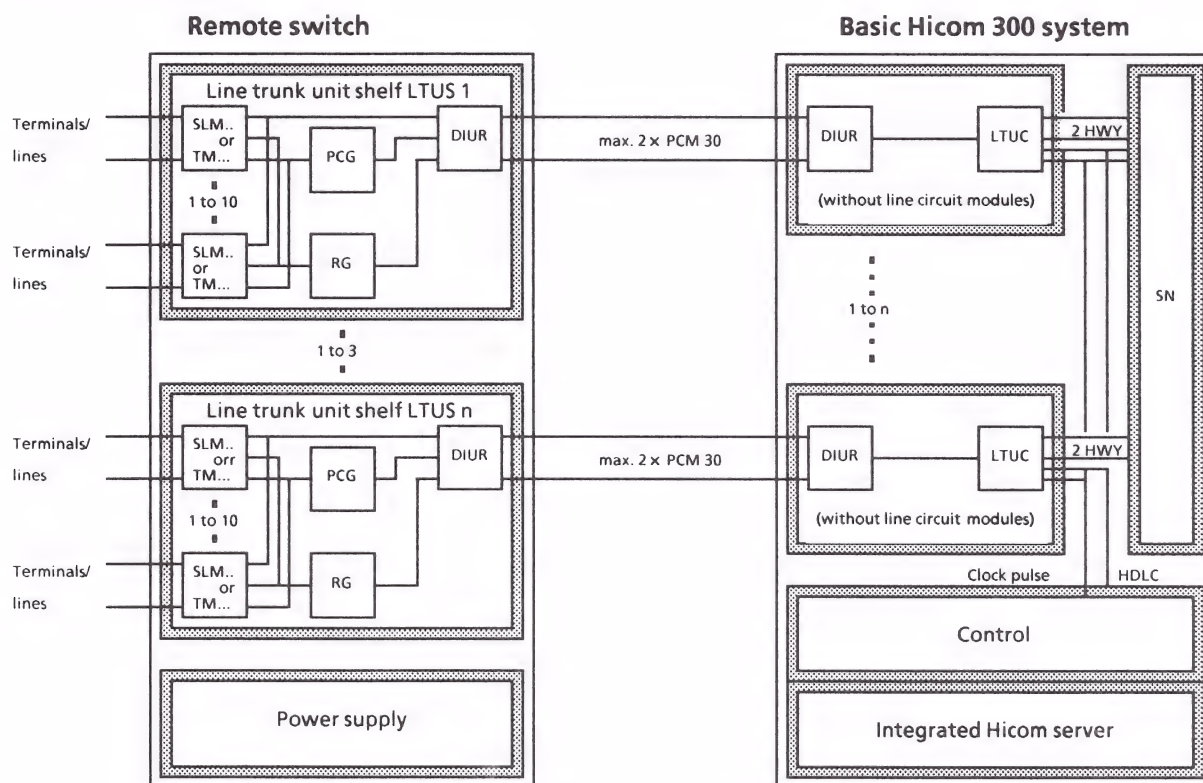 Remote switch
Basic Hicom 300 system
Line trunk unit shelf LTUS 1
Terminals/
lines
SLM..
or
TM...
1 to 10
Terminals/
lines
SLM..
or
TM...
PCG
RG
DIUR
max. 2 x PCM 30
DIUR
LTUC
2 HWY
(without line circuit modules)
SN
1 to 3
1 to n
Line trunk unit shelf LTUS n
Terminals/
lines
SLM..
orr
TM...
1 to 10
Terminals/
lines
SLM..
or
TM...
PCG
RG
DIUR
max. 2 x PCM 30
DIUR
LTUC
2 HWY
(without line circuit modules)
Clock pulse
HDLC
Control
Power supply
Integrated Hicom server